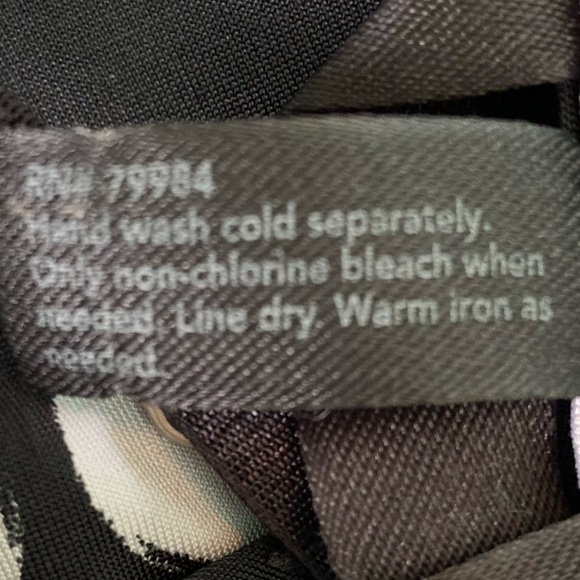 RN# 79984
Hand wash cold separately.
Only non-chlorine bleach when
needed. Line dry. Warm iron as
needed.